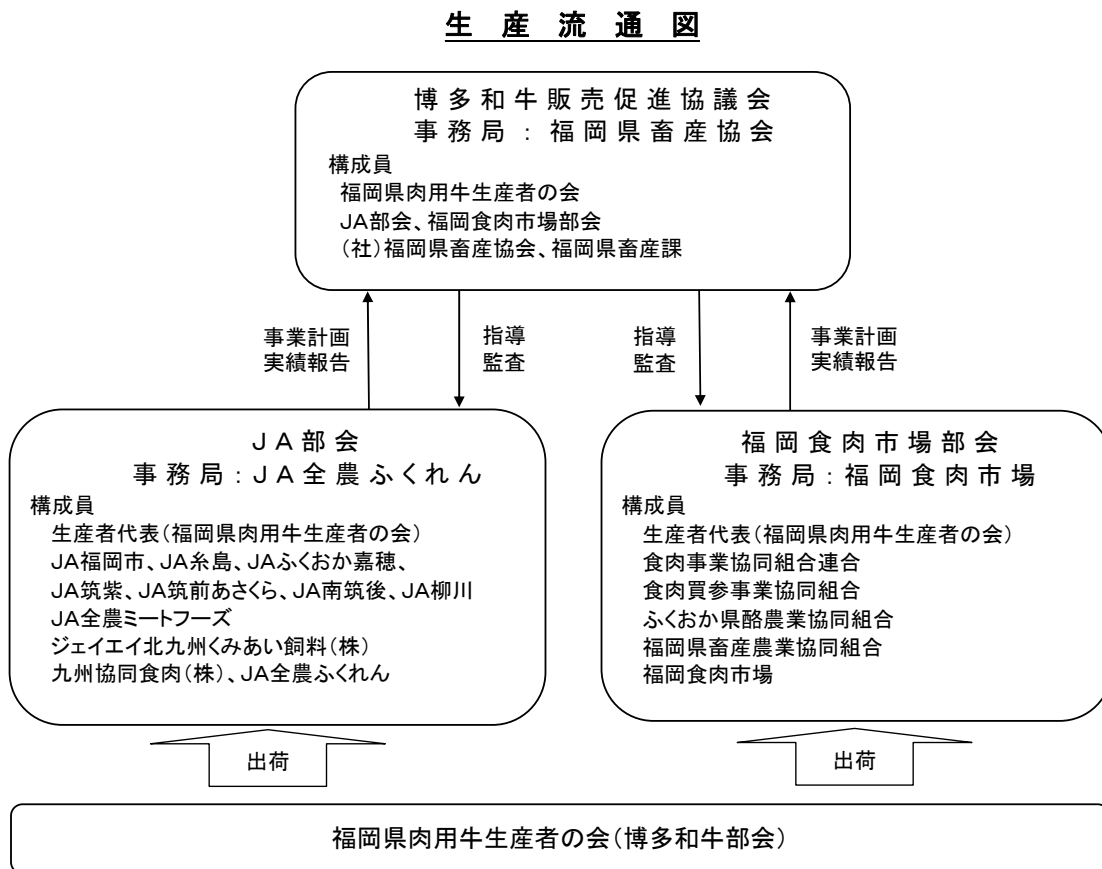 生産流通図
博多和牛販売促進協議会
事務局：福岡県畜産協会
構成員
福岡県肉用牛生産者の会
JA部会、福岡食肉市場部会
(社)福岡県畜産協会、福岡県畜産課
事業計画
実績報告
指導
監査
指導
監査
事業計画
実績報告
JA部会
事務局：JA全農ふくれん
構成員
生産者代表(福岡県肉用牛生産者の会)
JA福岡市、JA糸島、JAふくおか嘉穂、
JA筑紫、JA筑前あさくら、JA南筑後、JA柳川
JA全農ミートフーズ
ジェイエイ北九州くみあい飼料(株)
九州協同食肉(株)、JA全農ふくれん
福岡食肉市場部会
事務局：福岡食肉市場
構成員
生産者代表(福岡県肉用牛生産者の会)
食肉事業協同組合連合
食肉買参事業協同組合
ふくおか県酪農業協同組合
福岡県畜産農業協同組合
福岡食肉市場
出荷
出荷
福岡県肉用牛生産者の会(博多和牛部会)